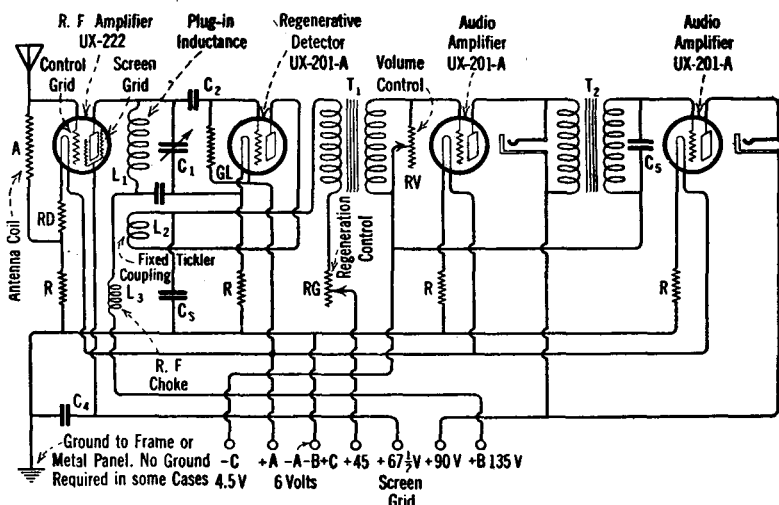 R. F Amplifier
UX-222
Control
Grid
Screen
Grid
Plug-in
Inductance
Regenerative
Detector
UX-201-A
Audio
Amplifier
UX-201-A
Audio
Amplifier
UX-201-A
Volume
Control
C2
T1
T2
A
L1
C1
GL
RV
C5
RD
L2
Fixed Tickler
Coupling
Antenna Coil
Regeneration
Control
R
L3
C5
R
RG
R
R
R. F
Choke
C4
Ground to Frame or
Metal Panel. No Ground
Required in some Cases
-C
4.5 V
+A
-A-B+C
6 Volts
+45
+67½V
Screen
Grid
+90 V
+B 135 V